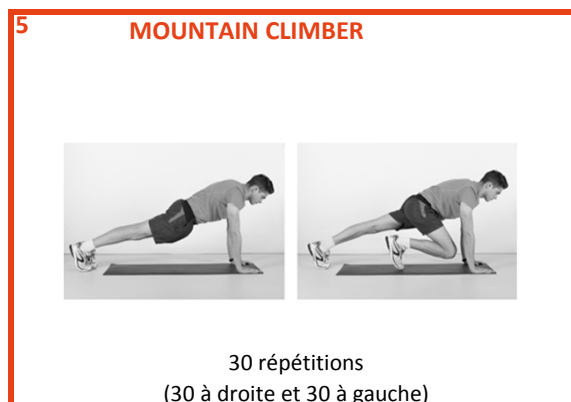 5
MOUNTAIN CLIMBER
30 répétitions
(30 à droite et 30 à gauche)